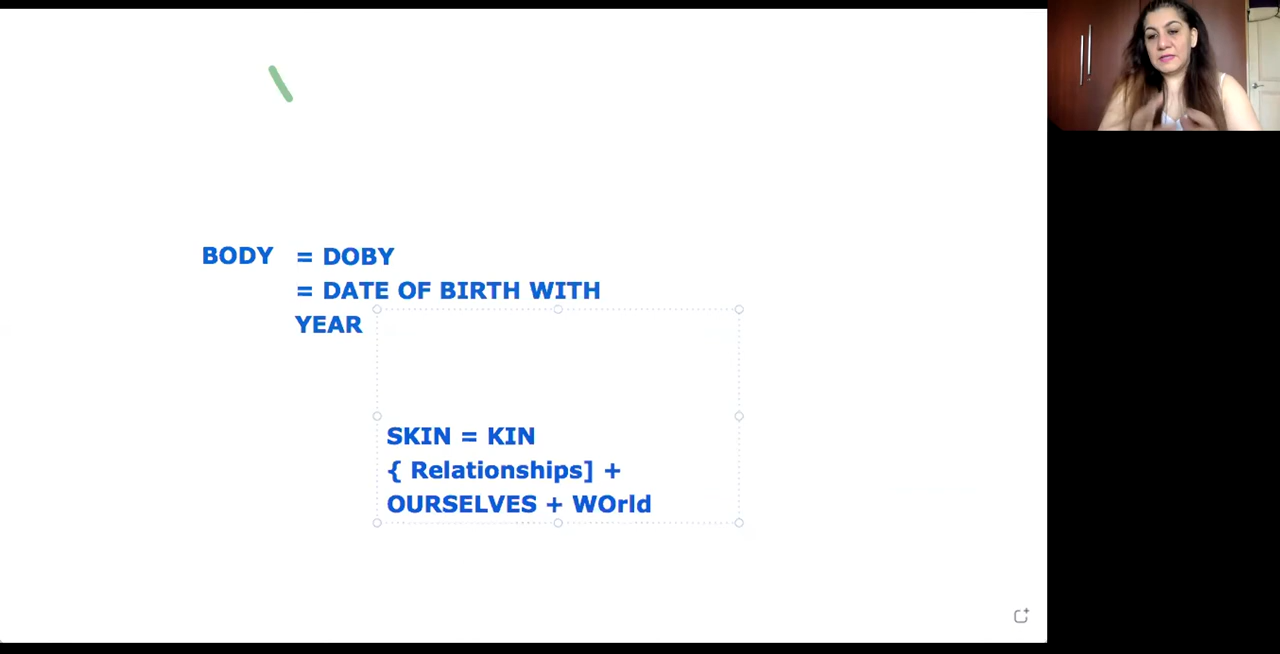 BODY = DOBY
= DATE OF BIRTH WITH
YEAR
SKIN = KIN
{ Relationships] +
OURSELVES + WOrld